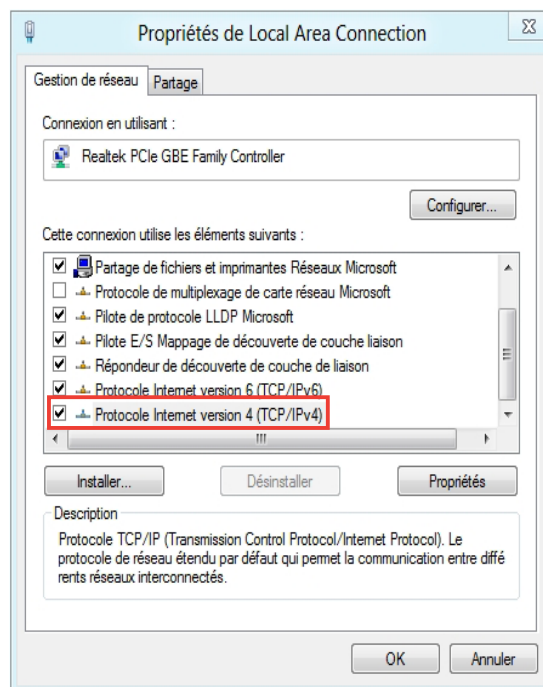 Propriétés de Local Area Connection
Gestion de réseau
Partage
Connexion en utilisant :
Realtek PCIe GBE Family Controller
Configurer...
Cette connexion utilise les éléments suivants :
Partage de fichiers et imprimantes Réseaux Microsoft
Protocole de multiplexage de carte réseau Microsoft
Pilote de protocole LLDP Microsoft
Pilote E/S Mappage de découverte de couche liaison
Répondeur de découverte de couche de liaison
Protocole Internet version 6 (TCP/IPv6)
Protocole Internet version 4 (TCP/IPv4)
Installer...
Désinstaller
Propriétés
Description
Protocole TCP/IP (Transmission Control Protocol/Internet Protocol). Le
protocole de réseau étendu par défaut qui permet la communication entre diffé
rents réseaux interconnectés.
OK
Annuler